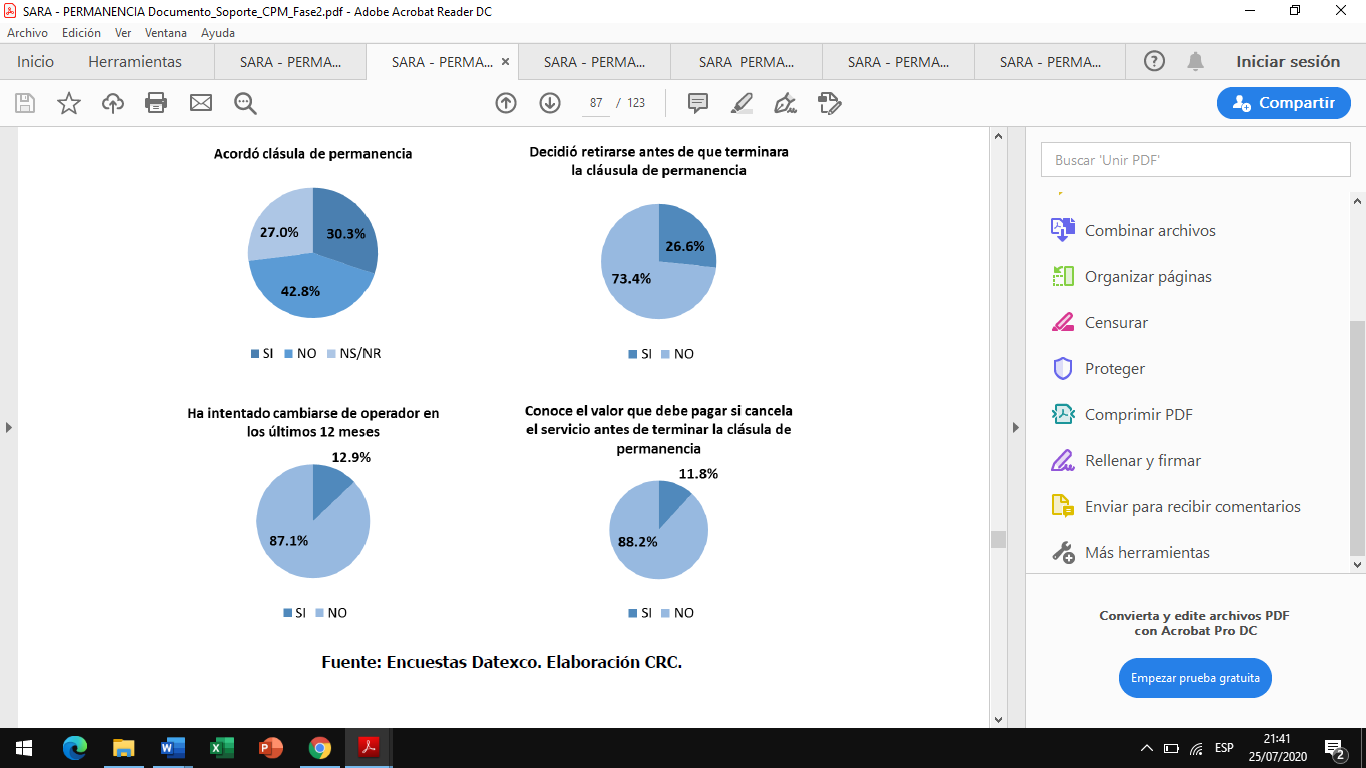 SARA - PERMANENCIA Documento_Soporte_CPM_Fase2.pdf - Adobe Acrobat Reader DC
Archivo Edición Ver Ventana Ayuda
Inicio Herramientas SARA - PERMA... SARA - PERMA... × SARA - PERMA... SARA PERMA... SARA - PERMA... SARA - PERMA... Iniciar sesión
87 / 123 Compartir
Acordó clásula de permanencia
27.0% 30.3%
42.8%
SI NO NS/NR
Decidió retirarse antes de que terminara
la cláusula de permanencia
26.6%
73.4%
SI NO
Ha intentado cambiarse de operador en
los últimos 12 meses
12.9%
87.1%
SI NO
Conoce el valor que debe pagar si cancela
el servicio antes de terminar la clásula de
permanencia
11.8%
88.2%
SI NO
Fuente: Encuestas Datexco. Elaboración CRC.
Buscar 'Unir PDF'
Combinar archivos
Organizar páginas
Censurar
Proteger
Comprimir PDF
Rellenar y firmar
Enviar para recibir comentarios
Más herramientas
Convierta y edite archivos PDF
con Acrobat Pro DC
Empezar prueba gratuita
ESP
21:41
25/07/2020
2